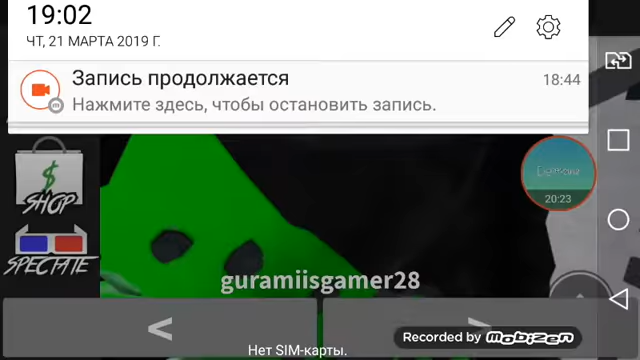 19:02
ЧТ, 21 МАРТА 2019 Г.
Запись продолжается
18:44
Нажмите здесь, чтобы остановить запись.
$
SHOP
20:23
SPECTATE
guramiisgamer28
<
>
Recorded by MOBIZEN
Нет SIM-карты.